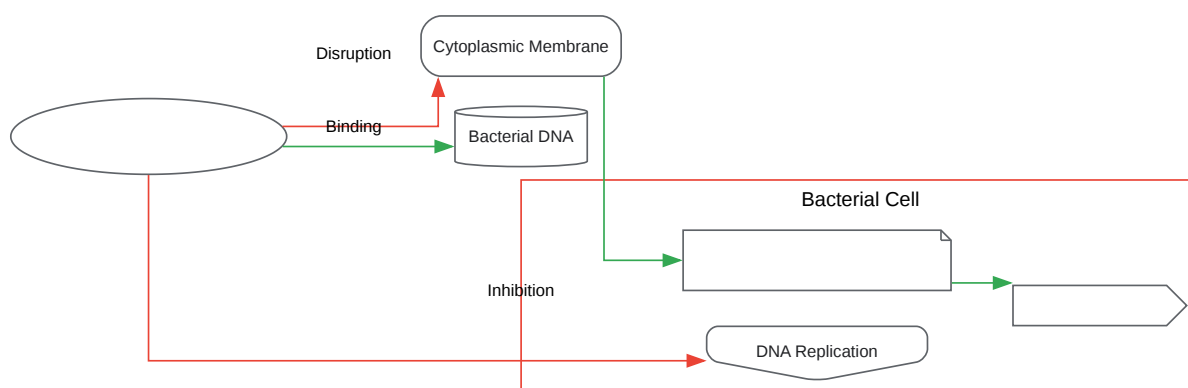 Cytoplasmic Membrane
Disruption
Binding
Bacterial DNA
Bacterial Cell
Inhibition
DNA Replication